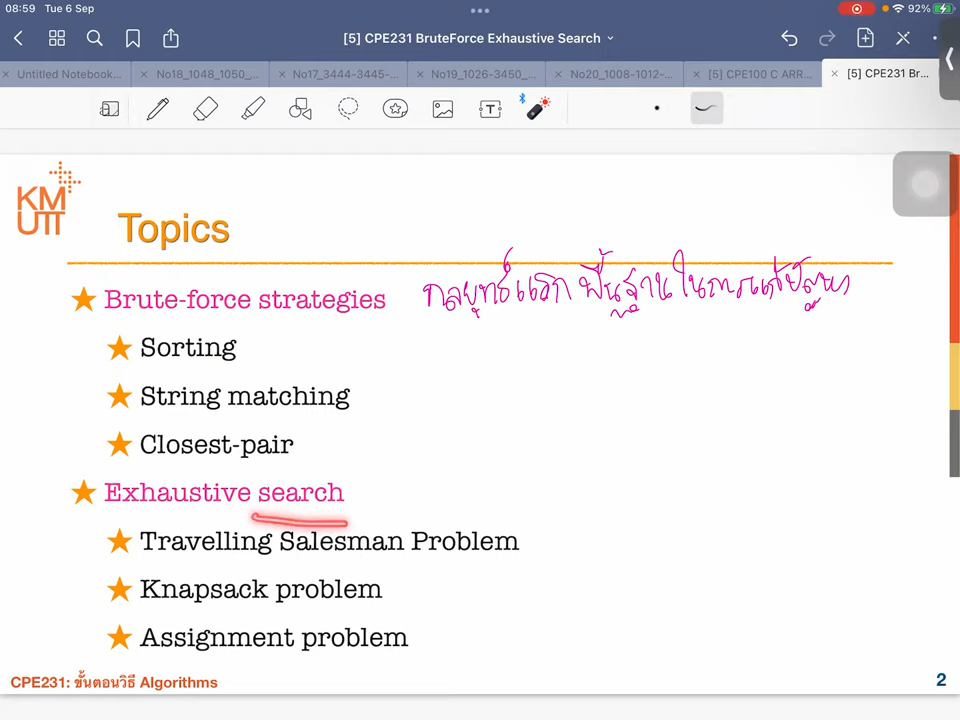 08:59 Tue 6 Sep
92%
[5] CPE231 BruteForce Exhaustive Search
Untitled Notebook...
No18_1048_1050_...
No17_3444-3445-...
No19_1026-3450_...
No20_1008-1012-...
[5] CPE100 C ARR...
[5] CPE231 Br...
T
KM
UTT
Topics
Brute-force strategies กลยุทธ์แรก พื้นฐานในการแก้ปัญหา
Sorting
String matching
Closest-pair
Exhaustive search
Travelling Salesman Problem
Knapsack problem
Assignment problem
CPE231: ขั้นตอนวิธี Algorithms
2